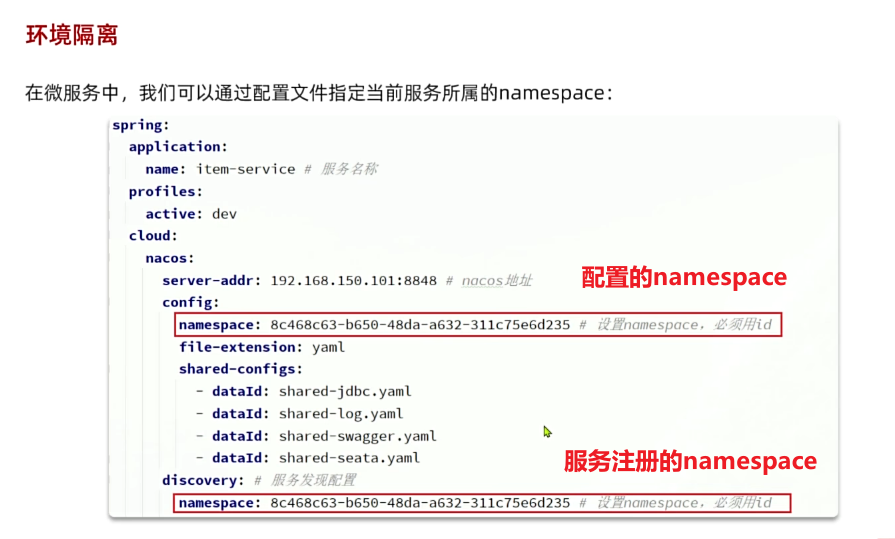 环境隔离
在微服务中，我们可以通过配置文件指定当前服务所属的namespace：
spring:
application:
name: item-service # 服务名称
profiles:
active: dev
cloud:
nacos:
server-addr: 192.168.150.101:8848 # nacos地址
配置的namespace
config:
namespace: 8c468c63-b650-48da-a632-311c75e6d235 # 设置namespace，必须用id
file-extension: yaml
shared-configs:
- dataId: shared-jdbc.yaml
- dataId: shared-log.yaml
- dataId: shared-swagger.yaml
- dataId: shared-seata.yaml
服务注册的namespace
discovery: # 服务发现配置
namespace: 8c468c63-b650-48da-a632-311c75e6d235 # 设置namespace，必须用id